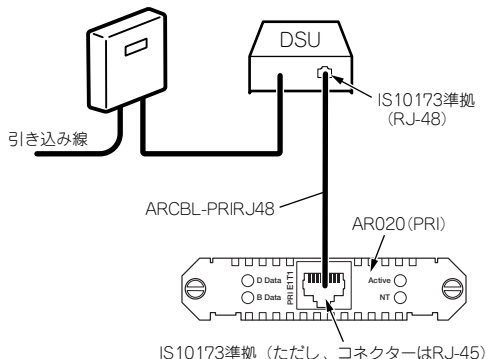 DSU
IS10173準拠
（RJ-48）
引き込み線
ARCBL-PRIRJ48
AR020（PRI）
D Data
B Data
PRI E1T1
Active
NT
IS10173準拠（ただし、コネクターはRJ-45）